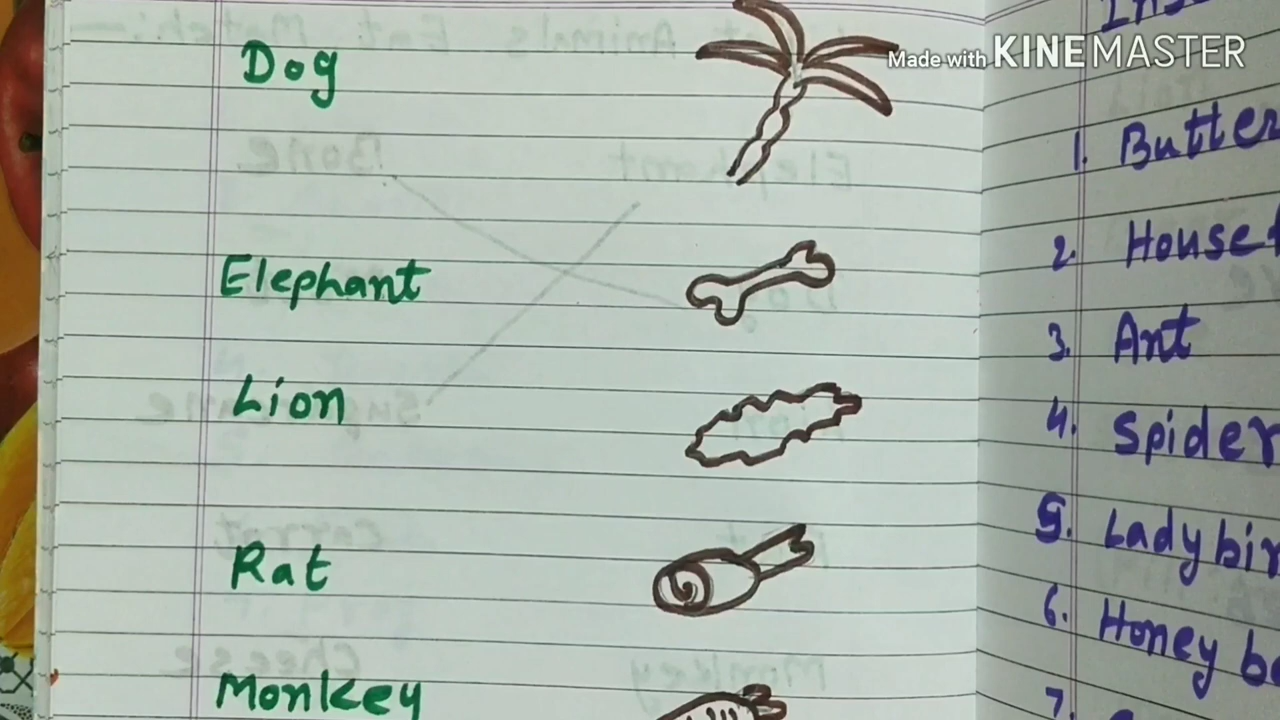 Dog
Made with KINEMASTER
1. Butter
Elephant
2. House
3. Ant
Lion
4. Spider
5. Ladybir
Rat
6. Honey b
Monkey
7.